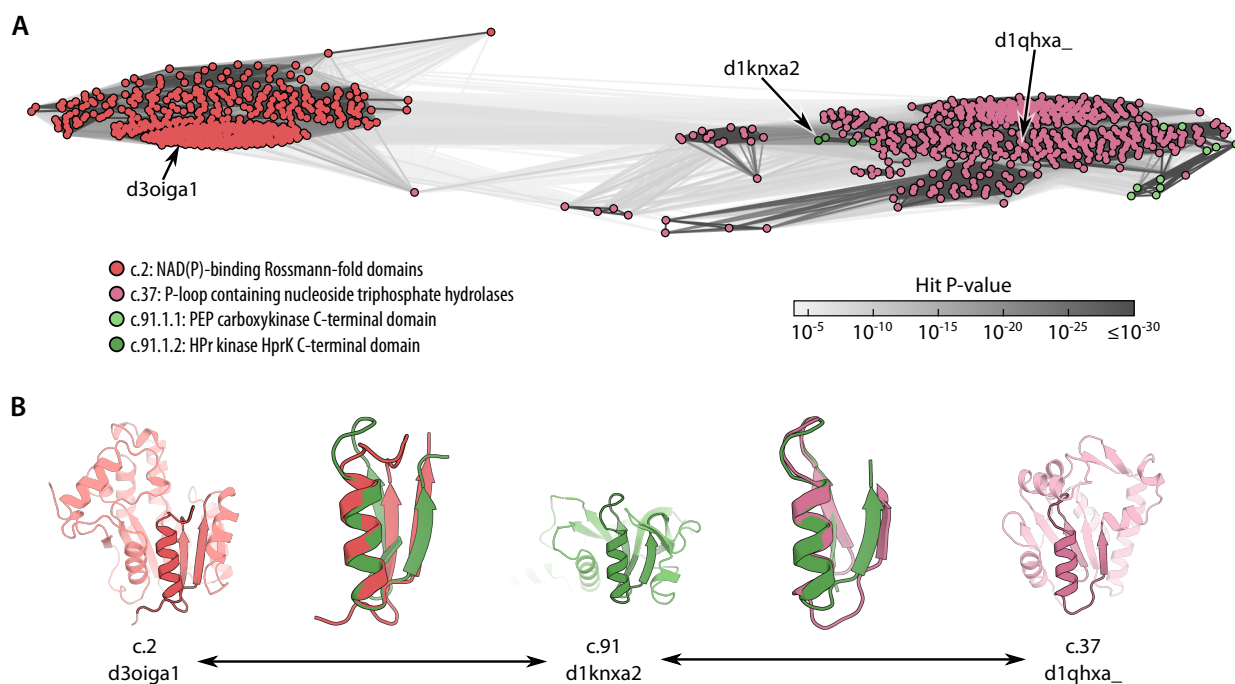 A
d1qhxa_
d1knxa2
d3oiga1
c.2: NAD(P)-binding Rossmann-fold domains
c.37: P-loop containing nucleoside triphosphate hydrolases
c.91.1.1: PEP carboxykinase C-terminal domain
c.91.1.2: HPr kinase HprK C-terminal domain
Hit P-value
10-5 10-10 10-15 10-20 10-25 ≤10-30
B
c.2 c.91 c.37
d3oiga1 d1knxa2 d1qhxa_